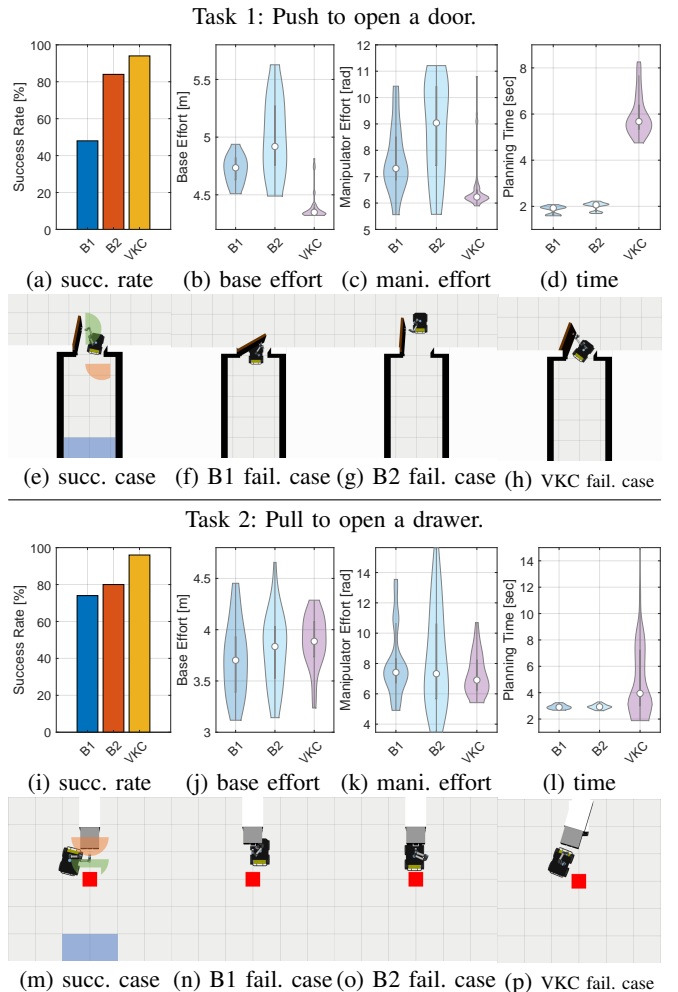 Task 1: Push to open a door.
Success Rate [%]
100
80
60
40
20
0
B1
B2
VKC
Base Effort [m]
5.5
5
4.5
B1
B2
VKC
Manipulator Effort [rad]
12
11
10
9
8
7
6
5
B1
B2
VKC
Planning Time [sec]
8
6
4
2
B1
B2
VKC
(a) succ. rate (b) base effort (c) mani. effort (d) time
(e) succ. case (f) B1 fail. case (g) B2 fail. case (h) VKC fail. case
Task 2: Pull to open a drawer.
Success Rate [%]
100
80
60
40
20
0
B1
B2
VKC
Base Effort [m]
4.5
4
3.5
3
B1
B2
VKC
Manipulator Effort [rad]
14
12
10
8
6
4
B1
B2
VKC
Planning Time [sec]
14
12
10
8
6
4
2
B1
B2
VKC
(i) succ. rate (j) base effort (k) mani. effort (l) time
(m) succ. case (n) B1 fail. case (o) B2 fail. case (p) VKC fail. case